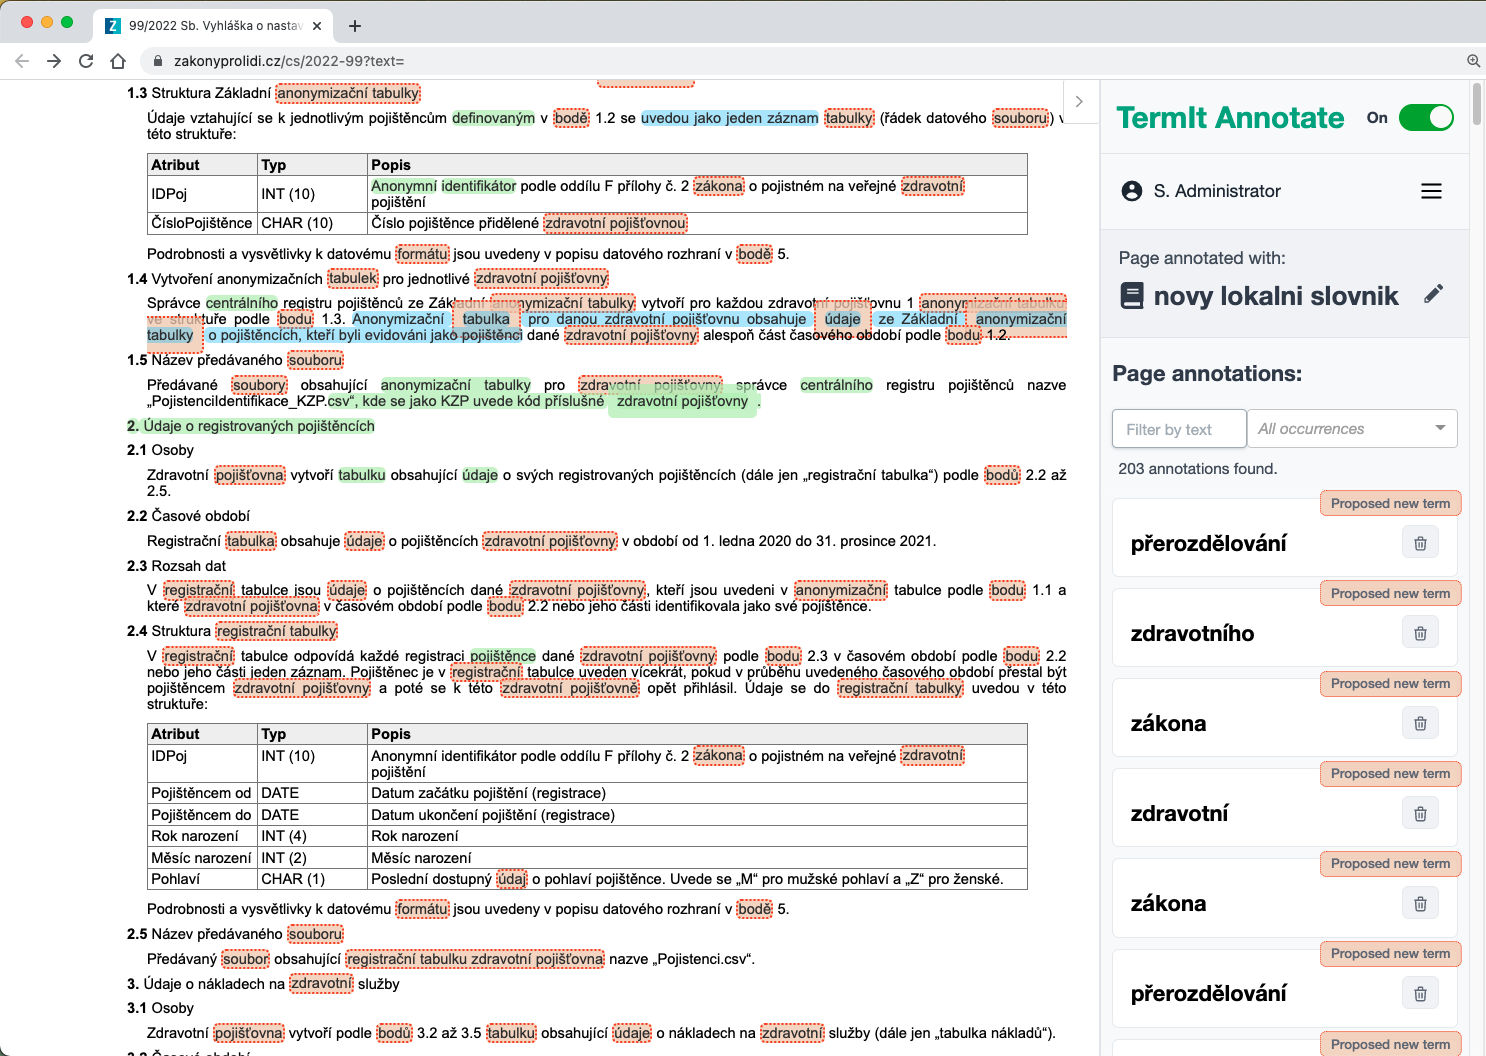 99/2022 Sb. Vyhláška o nastav
zakonyprolidi.cz/cs/2022-99?text=
1.3 Struktura Základní anonymizační tabulky
Údaje vztahující se k jednotlivým pojištěncům definovaným v bodě 1.2 se uvedou jako jeden záznam tabulky (řádek datového souboru) v
této struktuře:
Atribut Typ Popis
IDPoj INT (10) Anonymní identifikátor podle oddílu F přílohy č. 2 zákona o pojistném na veřejné zdravotní
pojištění
ČísloPojištěnce CHAR (10) Číslo pojištěnce přidělené zdravotní pojišťovnou
Podrobnosti a vysvětlivky k datovému formátu jsou uvedeny v popisu datového rozhraní v bodě 5.
1.4 Vytvoření anonymizačních tabulek pro jednotlivé zdravotní pojišťovny
Správce centrálního registru pojištěnců ze Základní anonymizační tabulky vytvoří pro každou zdravotní pojišťovnu 1 anonymizační tabulku
ve struktuře podle bodu 1.3. Anonymizační tabulka pro danou zdravotní pojišťovnu obsahuje údaje ze Základní anonymizační
tabulky o pojištěncích, kteří byli evidováni jako pojištěnci dané zdravotní pojišťovny alespoň část časového období podle bodu 1.2.
1.5 Název předávaného souboru
Předávané soubory obsahující anonymizační tabulky pro zdravotní pojišťovny správce centrálního registru pojištěnců nazve
„PojistenciIdentifikace_KZP.csv“, kde se jako KZP uvede kód příslušné zdravotní pojišťovny .
2. Údaje o registrovaných pojištěncích
2.1 Osoby
Zdravotní pojišťovna vytvoří tabulku obsahující údaje o svých registrovaných pojištěncích (dále jen „registrační tabulka“) podle bodů 2.2 až
2.5.
2.2 Časové období
Registrační tabulka obsahuje údaje o pojištěncích zdravotní pojišťovny v období od 1. ledna 2020 do 31. prosince 2021.
2.3 Rozsah dat
V registrační tabulce jsou údaje o pojištěncích dané zdravotní pojišťovny, kteří jsou uvedeni v anonymizační tabulce podle bodu 1.1 a
které zdravotní pojišťovna v časovém období podle bodu 2.2 nebo jeho části identifikovala jako své pojištěnce.
2.4 Struktura registrační tabulky
V registrační tabulce odpovídá každé registraci pojištěnce dané zdravotní pojišťovny podle bodu 2.3 v časovém období podle bodu 2.2
nebo jeho části jeden záznam. Pojištěnec je v registrační tabulce uveden vícekrát, pokud v průběhu uvedeného časového období přestal být
pojištěncem zdravotní pojišťovny a poté se k této zdravotní pojišťovně opět přihlásil. Údaje se do registrační tabulky uvedou v této
struktuře:
Atribut Typ Popis
IDPoj INT (10) Anonymní identifikátor podle oddílu F přílohy č. 2 zákona o pojistném na veřejné zdravotní
pojištění
Pojištěncem od DATE Datum začátku pojištění (registrace)
Pojištěncem do DATE Datum ukončení pojištění (registrace)
Rok narození INT (4) Rok narození
Měsíc narození INT (2) Měsíc narození
Pohlaví CHAR (1) Poslední dostupný údaj o pohlaví pojištěnce. Uvede se „M“ pro mužské pohlaví a „Z“ pro ženské.
Podrobnosti a vysvětlivky k datovému formátu jsou uvedeny v popisu datového rozhraní v bodě 5.
2.5 Název předávaného souboru
Předávaný soubor obsahující registrační tabulku zdravotní pojišťovna nazve „Pojistenci.csv“.
3. Údaje o nákladech na zdravotní služby
3.1 Osoby
Zdravotní pojišťovna vytvoří podle bodů 3.2 až 3.5 tabulku obsahující údaje o nákladech na zdravotní služby (dále jen „tabulka nákladů“).
3.2 Časové období
TermIt Annotate On
S. Administrator
Page annotated with:
novy lokalni slovnik
Page annotations:
Filter by text
All occurrences
203 annotations found.
Proposed new term
přerozdělování
Proposed new term
zdravotního
Proposed new term
zákona
Proposed new term
zdravotní
Proposed new term
zákona
Proposed new term
přerozdělování
Proposed new term